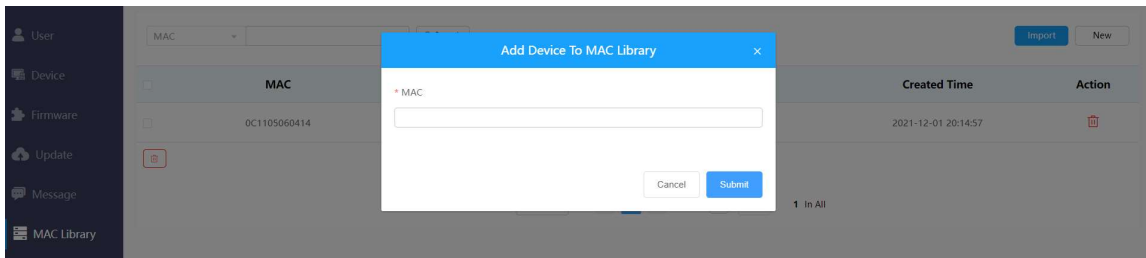 User
MAC
Import
New
Add Device To MAC Library
Device
MAC
Created Time
Action
* MAC
Firmware
0C1105060414
2021-12-01 20:14:57
Update
Message
Cancel
Submit
1 In All
MAC Library